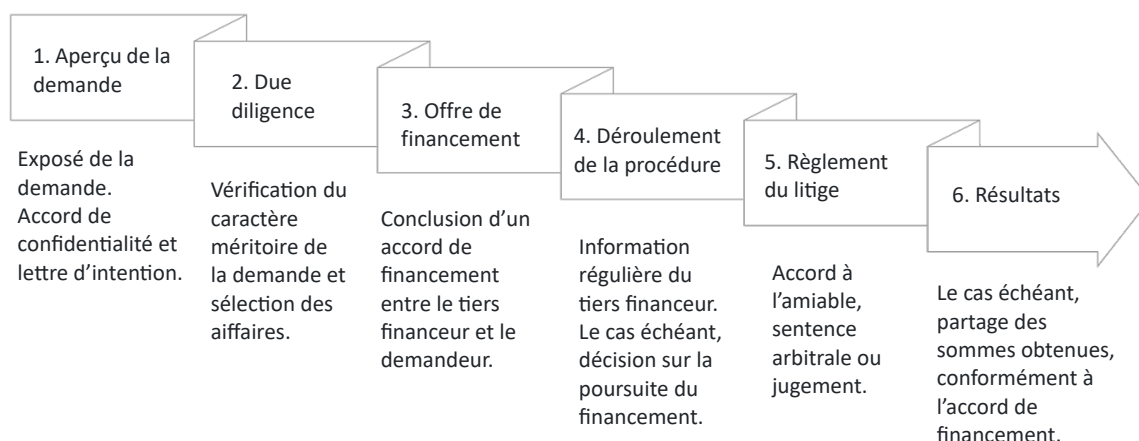 1. Aperçu de la
demande
Exposé de la
demande.
Accord de
confidentialité et
lettre d’intention.
2. Due
diligence
Vérification du
caractère
méritoire de
la demande et
sélection des
aiffaires.
3. Offre de
financement
Conclusion d’un
accord de
financement
entre le tiers
financeur et le
demandeur.
4. Déroulement
de la procédure
Information
régulière du
tiers financeur.
Le cas échéant,
décision sur la
poursuite du
financement.
5. Règlement
du litige
Accord à
l’amiable,
sentence
arbitrale ou
jugement.
6. Résultats
Le cas échéant,
partage des
sommes obtenues,
conformément à
l’accord de
financement.